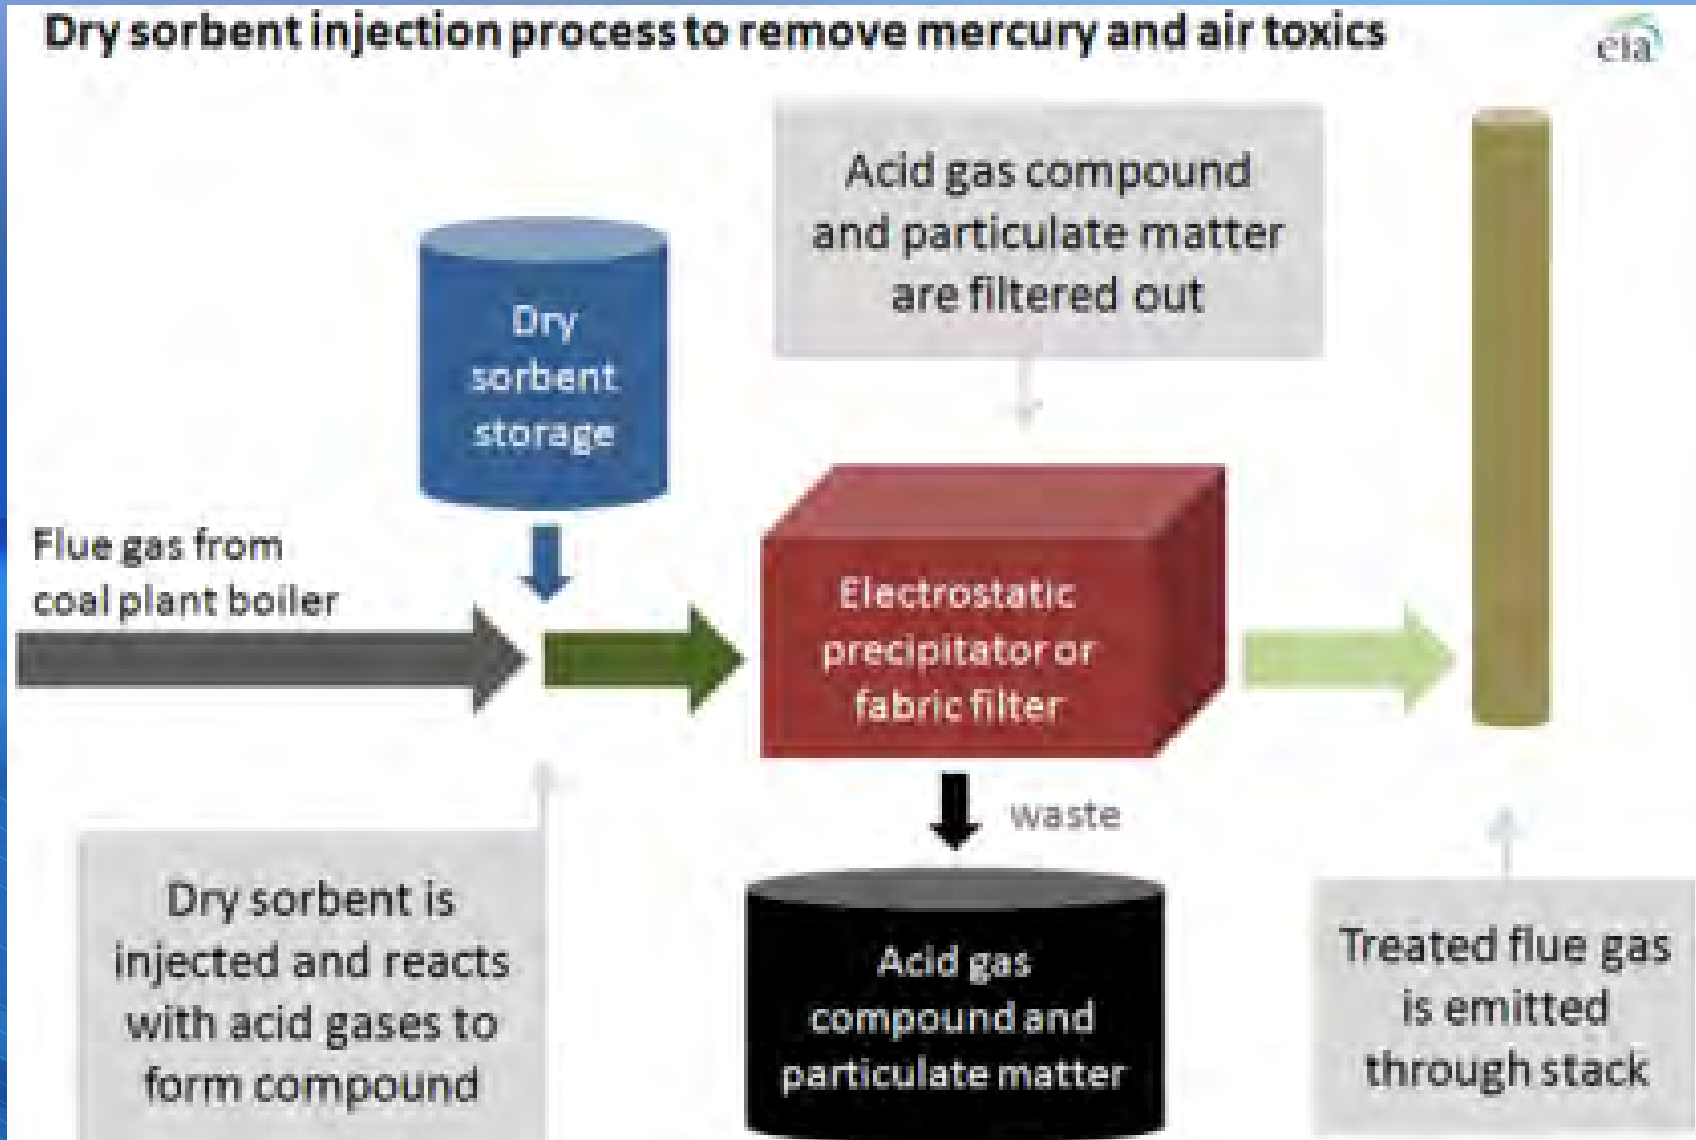 Dry sorbent injection process to remove mercury and air toxics
eia
Acid gas compound
and particulate matter
are filtered out
Dry
sorbent
storage
Flue gas from
coal plant boiler
Electrostatic
precipitator or
fabric filter
waste
Dry sorbent is
injected and reacts
with acid gases to
form compound
Acid gas
compound and
particulate matter
Treated flue gas
is emitted
through stack